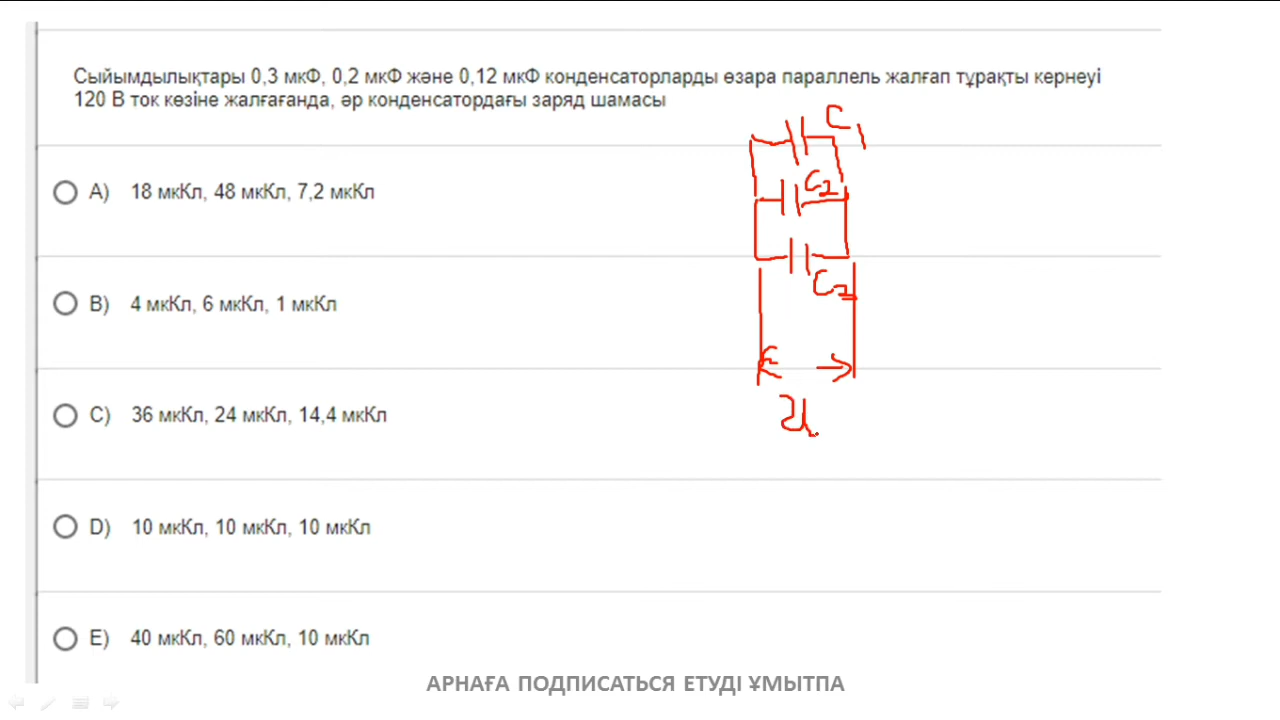 Сыйымдылықтары 0,3 мкФ, 0,2 мкФ және 0,12 мкФ конденсаторларды өзара параллель жалғап тұрақты кернеуі
120 В ток көзіне жалғағанда, әр конденсатордағы заряд шамасы
C1
A) 18 мкКл, 48 мкКл, 7,2 мкКл
C2
B) 4 мкКл, 6 мкКл, 1 мкКл
C) 36 мкКл, 24 мкКл, 14,4 мкКл
D) 10 мкКл, 10 мкКл, 10 мкКл
E) 40 мкКл, 60 мкКл, 10 мкКл
АРНАҒА ПОДПИСАТЬСЯ ЕТУДІ ҰМЫТПА